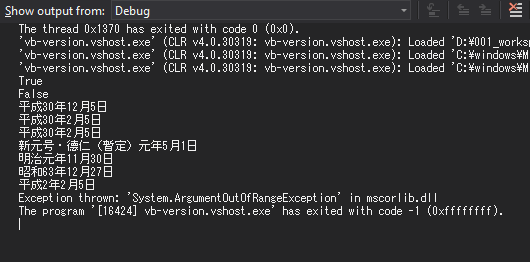 Show output from: Debug
The thread 0x1370 has exited with code 0 (0x0).
'vb-version.vshost.exe' (CLR v4.0.30319: vb-version.vshost.exe): Loaded 'D:¥001_worksp
'vb-version.vshost.exe' (CLR v4.0.30319: vb-version.vshost.exe): Loaded 'C:¥windows¥M
'vb-version.vshost.exe' (CLR v4.0.30319: vb-version.vshost.exe): Loaded 'C:¥windows¥M
True
False
平成30年12月5日
平成30年2月5日
平成30年2月5日
新元号・德仁（暫定）元年5月1日
明治元年11月30日
昭和63年12月27日
平成2年2月5日
Exception thrown: 'System.ArgumentOutOfRangeException' in mscorlib.dll
The program '[16424] vb-version.vshost.exe' has exited with code -1 (0xffffffff).